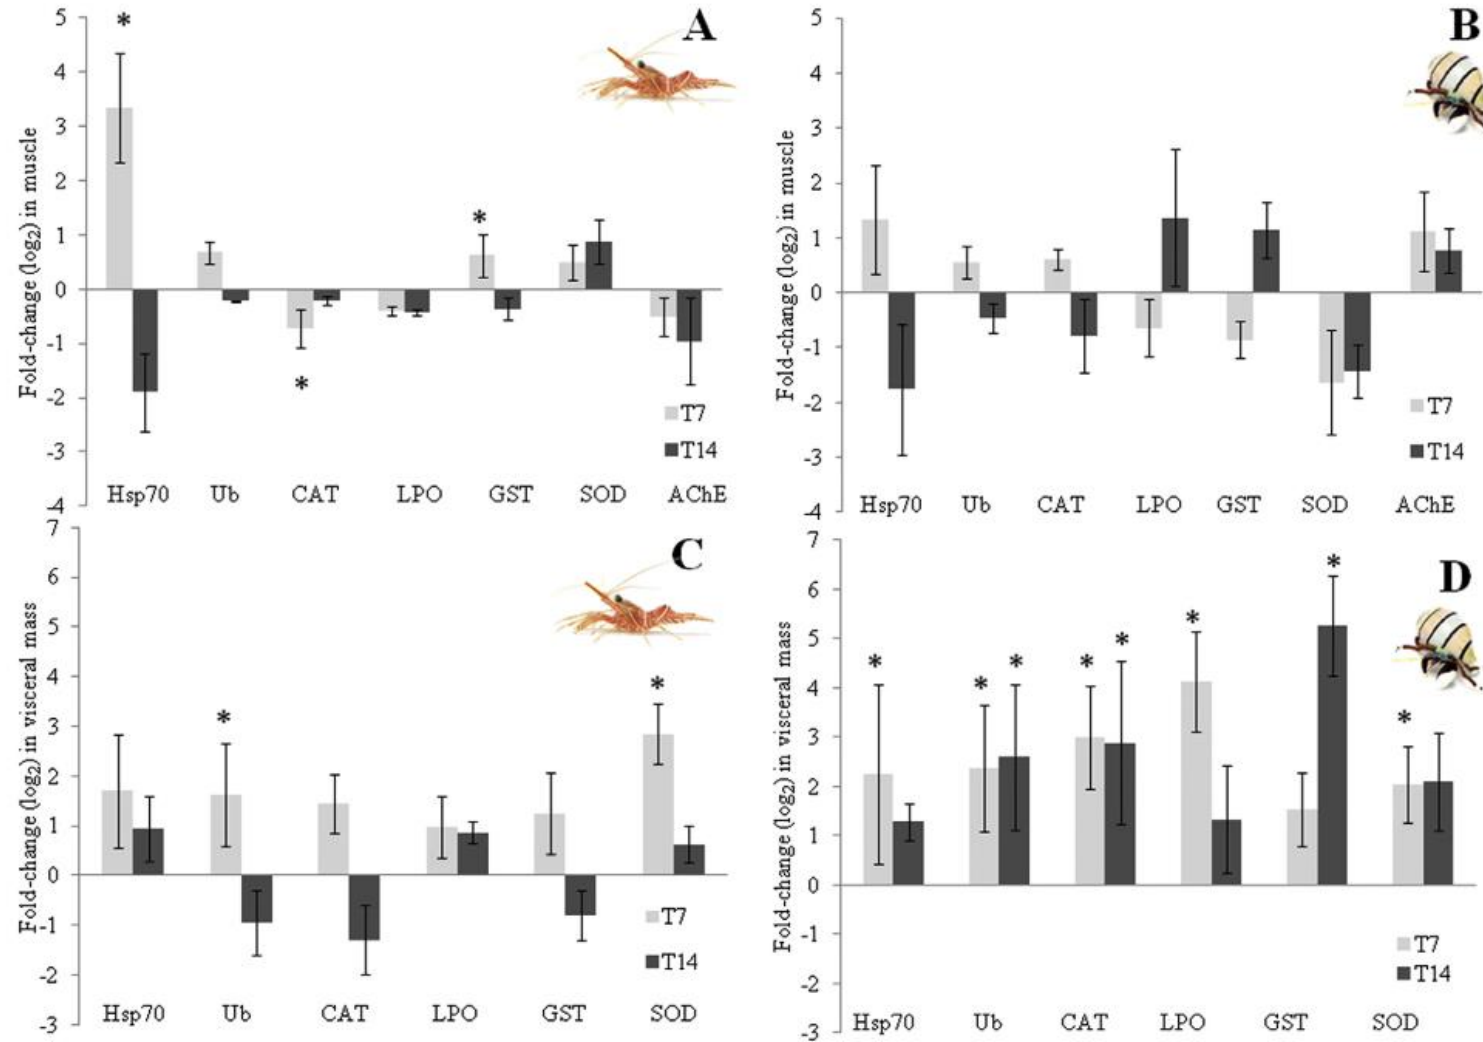 A
Fold-change (log2) in muscle
5
4
3
2
1
0
-1
-2
-3
-4
*
*
*
T7
T14
Hsp70 Ub CAT LPO GST SOD AChE
B
Fold-change (log2) in muscle
5
4
3
2
1
0
-1
-2
-3
-4
T7
T14
Hsp70 Ub CAT LPO GST SOD AChE
C
Fold-change (log2) in visceral mass
7
6
5
4
3
2
1
0
-1
-2
-3
*
*
T7
T14
Hsp70 Ub CAT LPO GST SOD
D
Fold-change (log2) in visceral mass
7
6
5
4
3
2
1
0
-1
-2
-3
*
*
*
*
*
*
*
*
T7
T14
Hsp70 Ub CAT LPO GST SOD